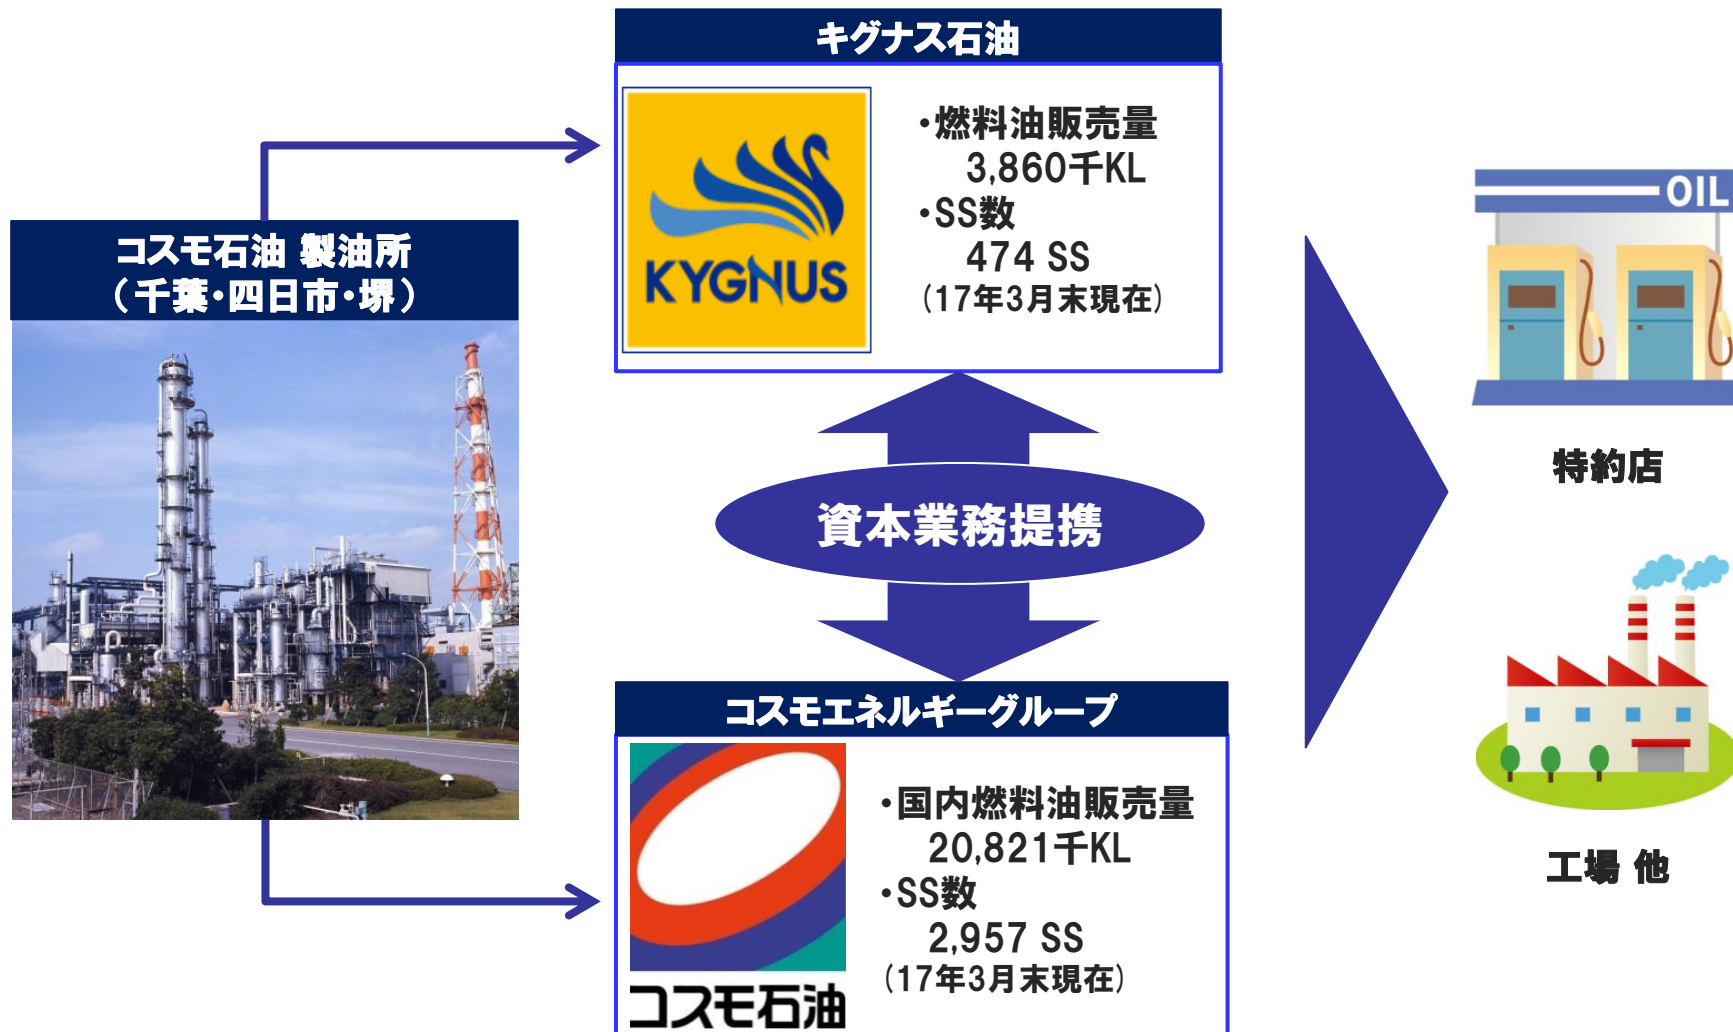 キグナス石油
KYGNUS
・燃料油販売量
3,860千KL
・SS数
474 SS
(17年3月末現在)
コスモ石油 製油所
(千葉・四日市・堺)
資本業務提携
コスモエネルギーグループ
コスモ石油
・国内燃料油販売量
20,821千KL
・SS数
2,957 SS
(17年3月末現在)
OIL
特約店
工場 他